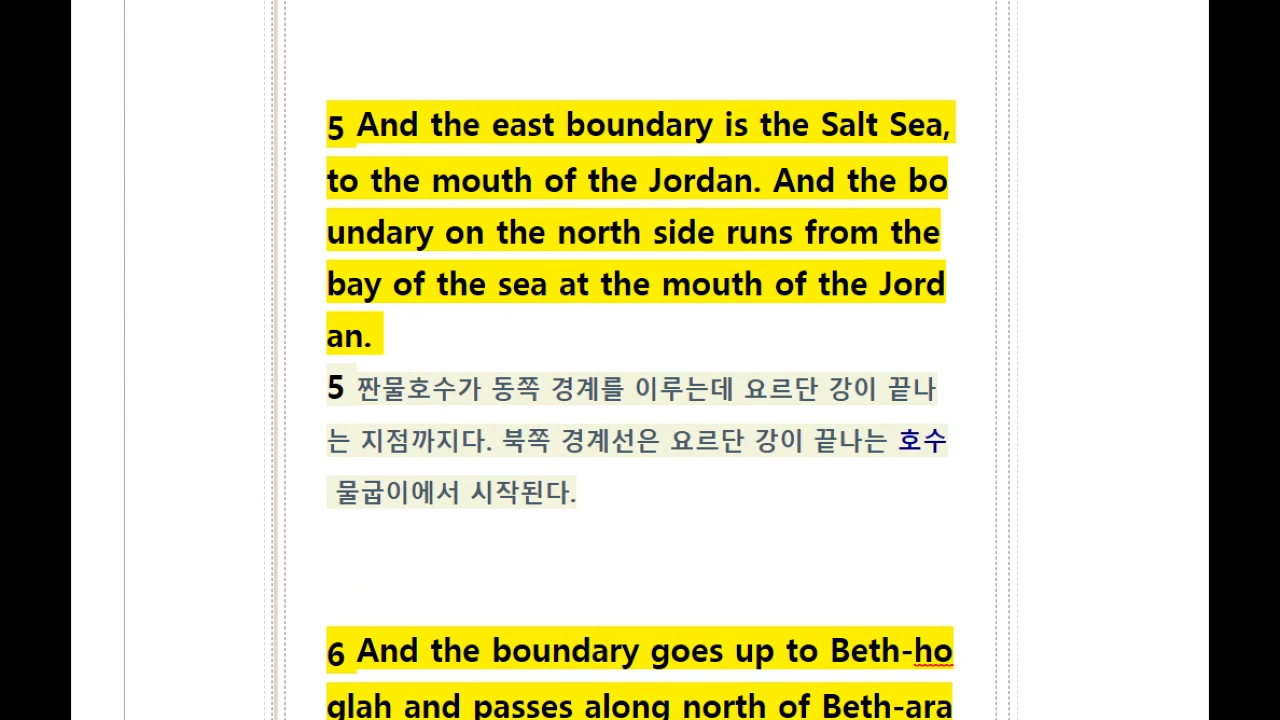 5 And the east boundary is the Salt Sea,
to the mouth of the Jordan. And the bo
undary on the north side runs from the
bay of the sea at the mouth of the Jord
an.
5 짠물호수가 동쪽 경계를 이루는데 요르단 강이 끝나
는 지점까지다. 북쪽 경계선은 요르단 강이 끝나는 호수
물굽이에서 시작된다.
6 And the boundary goes up to Beth-ho
glah and passes along north of Beth-ara